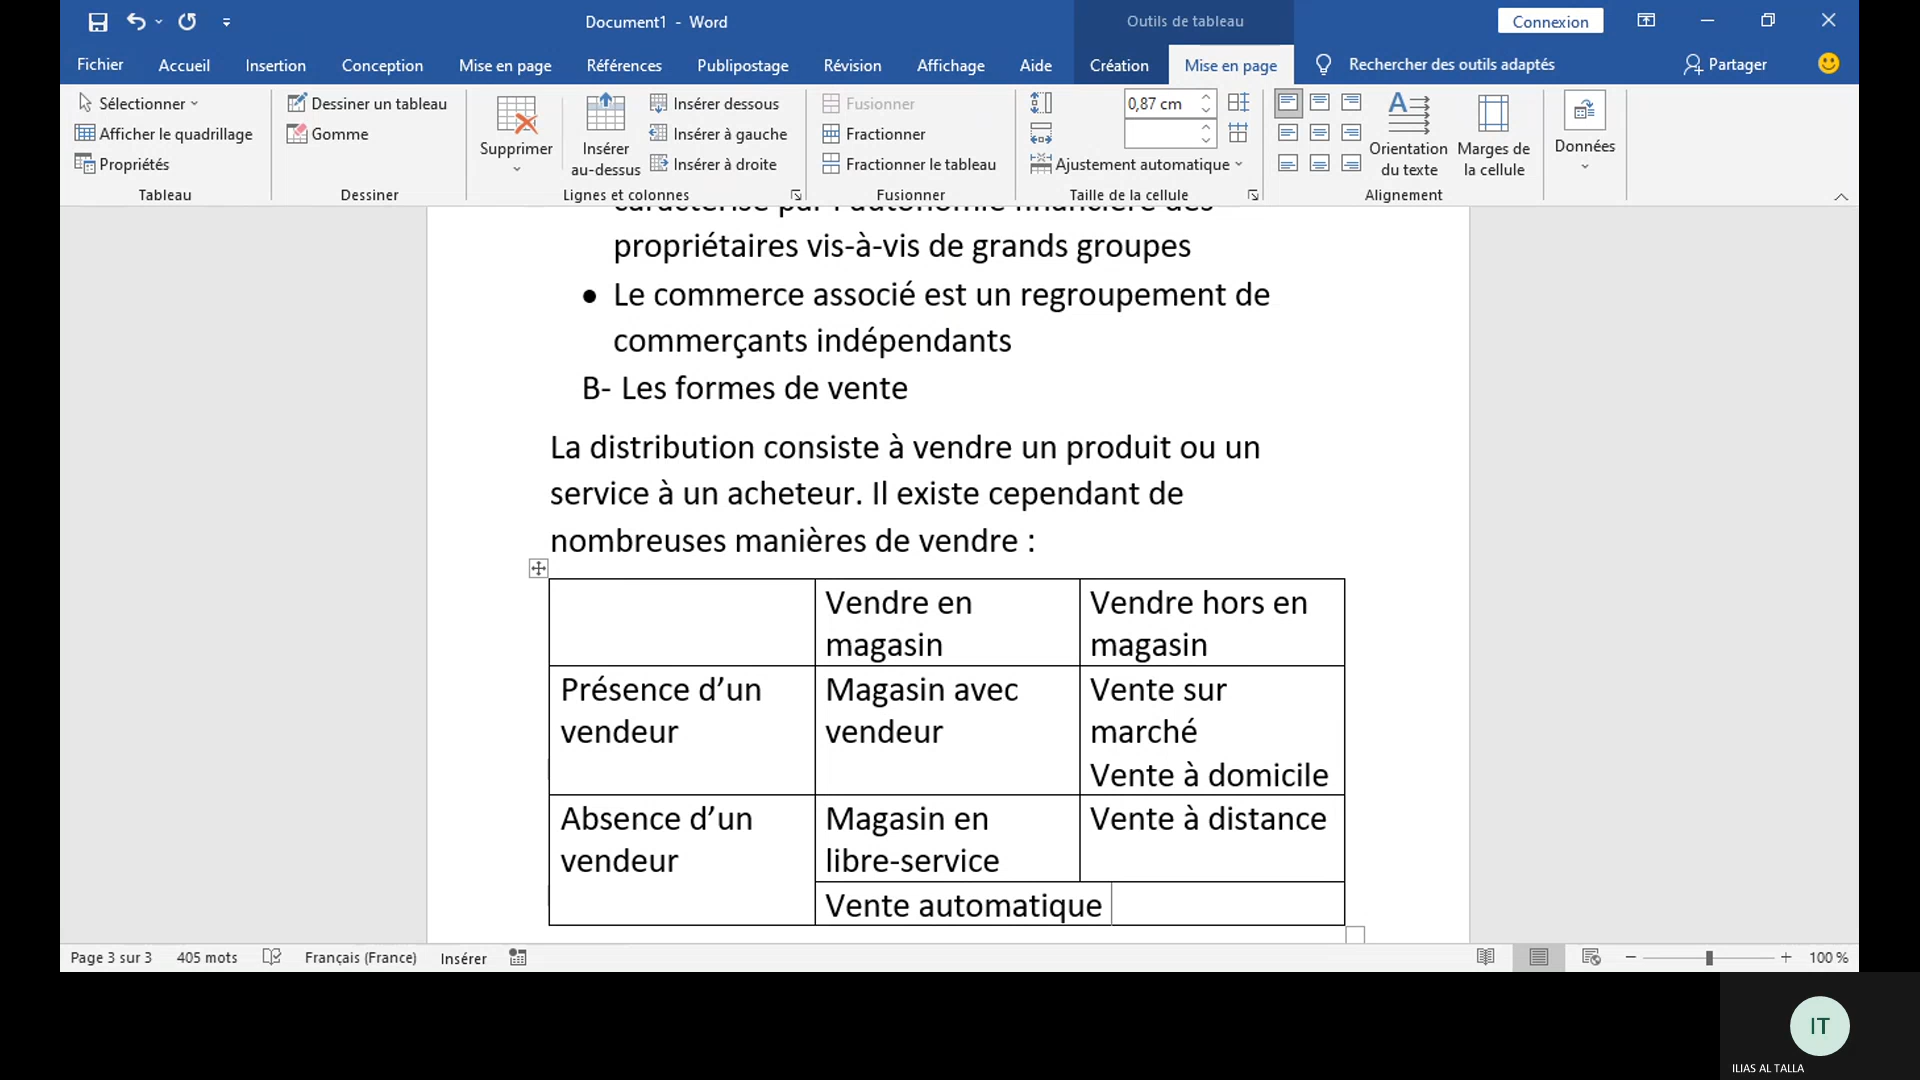 Document1 - Word
Outils de tableau
Connexion
Fichier Accueil Insertion Conception Mise en page Références Publipostage Révision Affichage Aide Création Mise en page Rechercher des outils adaptés Partager
Sélectionner
Afficher le quadrillage
Propriétés
Tableau
Dessiner un tableau
Gomme
Dessiner
Supprimer
Insérer
au-dessus
Insérer dessous
Insérer à gauche
Insérer à droite
Lignes et colonnes
Fusionner
Fractionner
Fractionner le tableau
Fusionner
0,87 cm
Ajustement automatique
Taille de la cellule
Orientation
du texte
Marges de
la cellule
Alignement
Données
caractérise par l'autonomie financière des
propriétaires vis-à-vis de grands groupes
• Le commerce associé est un regroupement de
commerçants indépendants
B- Les formes de vente
La distribution consiste à vendre un produit ou un
service à un acheteur. Il existe cependant de
nombreuses manières de vendre :
Vendre en
magasin
Vendre hors en
magasin
Présence d’un
vendeur
Magasin avec
vendeur
Vente sur
marché
Vente à domicile
Absence d’un
vendeur
Magasin en
libre-service
Vente à distance
Vente automatique
Page 3 sur 3 405 mots Français (France) Insérer 100 %
IT
ILIAS AL TALLA